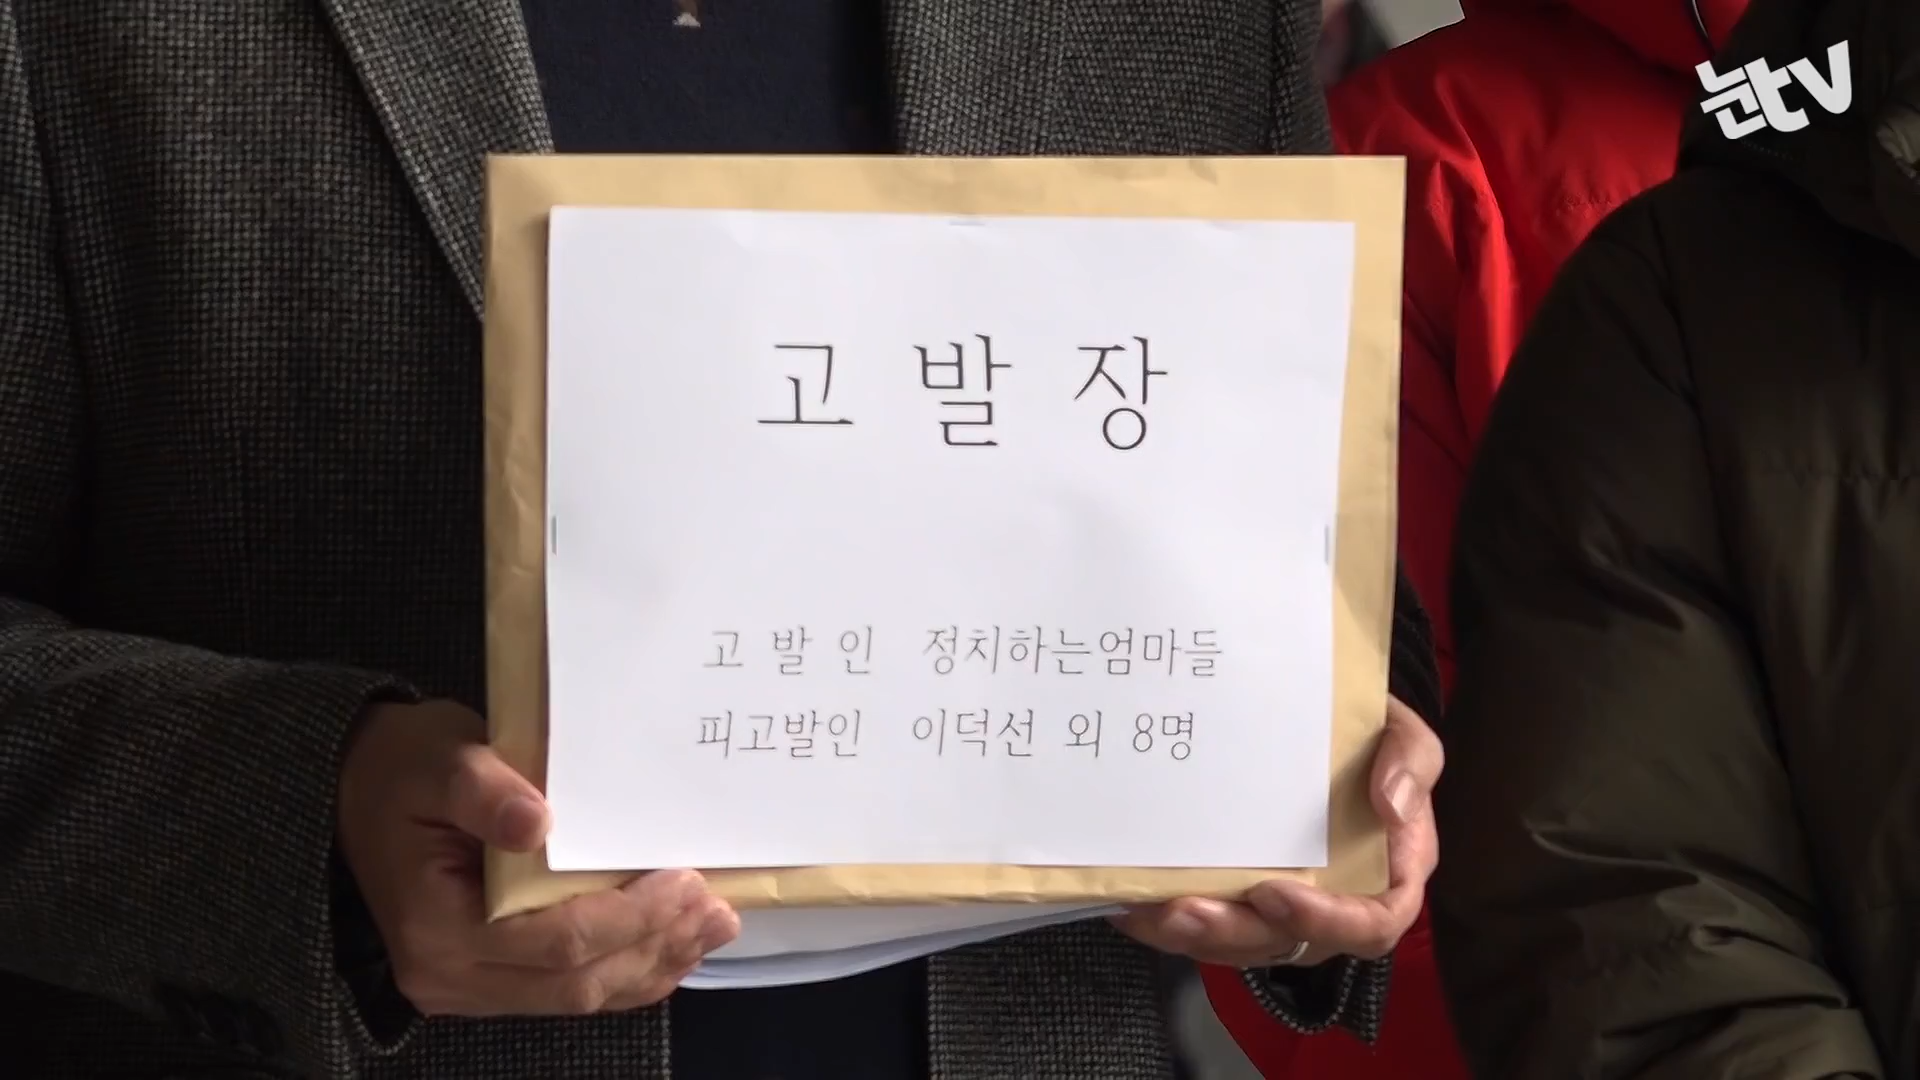 눈tv
고 발 장
고 발 인 정치하는엄마들
피고발인 이덕선 외 8명